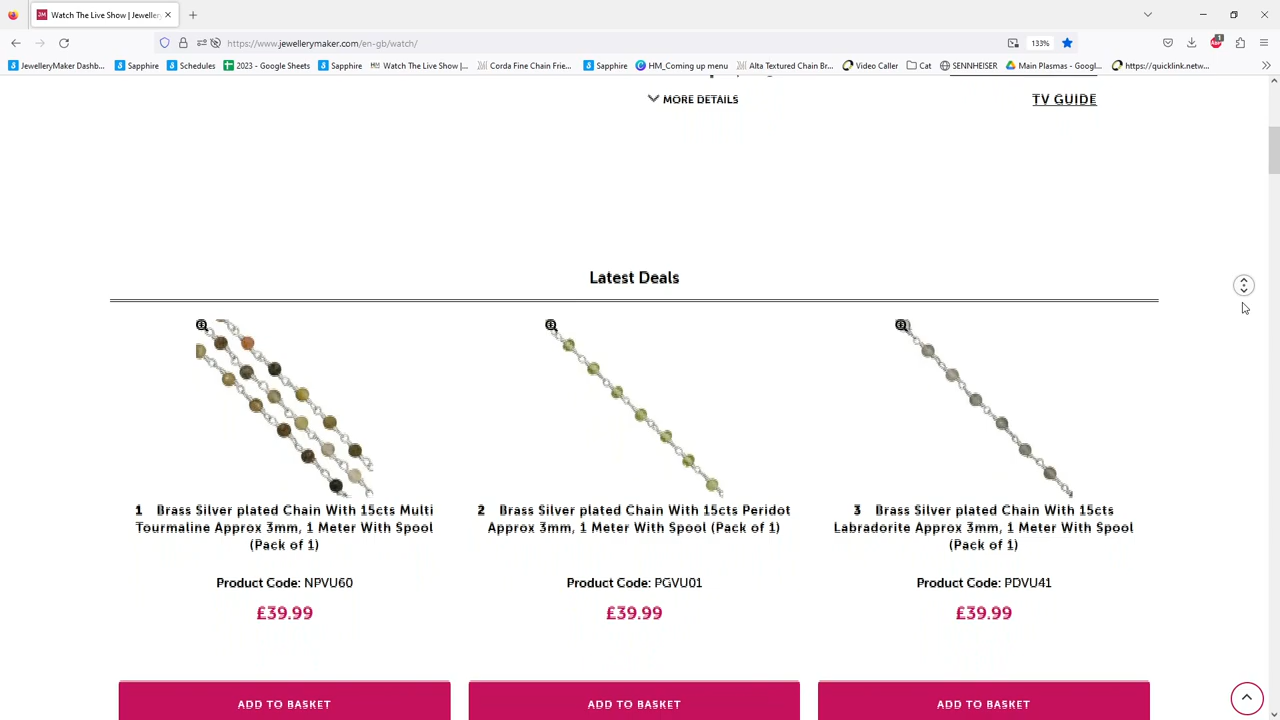 Watch The Live Show | Jeweller
https://www.jewellerymaker.com/en-gb/watch/
133%
1
JewelleryMaker Dashb...
Sapphire
Schedules
2023 - Google Sheets
Sapphire
Watch The Live Show |...
Corda Fine Chain Frie...
Sapphire
HM_Coming up menu
Alta Textured Chain Br...
Video Caller
Cat
SENNHEISER
Main Plasmas - Googl...
https://quicklink.netw...
MORE DETAILS
TV GUIDE
Latest Deals
1 Brass Silver plated Chain With 15cts Multi
Tourmaline Approx 3mm, 1 Meter With Spool
(Pack of 1)
Product Code: NPVU60
£39.99
ADD TO BASKET
2 Brass Silver plated Chain With 15cts Peridot
Approx 3mm, 1 Meter With Spool (Pack of 1)
Product Code: PGVU01
£39.99
ADD TO BASKET
3 Brass Silver plated Chain With 15cts
Labradorite Approx 3mm, 1 Meter With Spool
(Pack of 1)
Product Code: PDVU41
£39.99
ADD TO BASKET